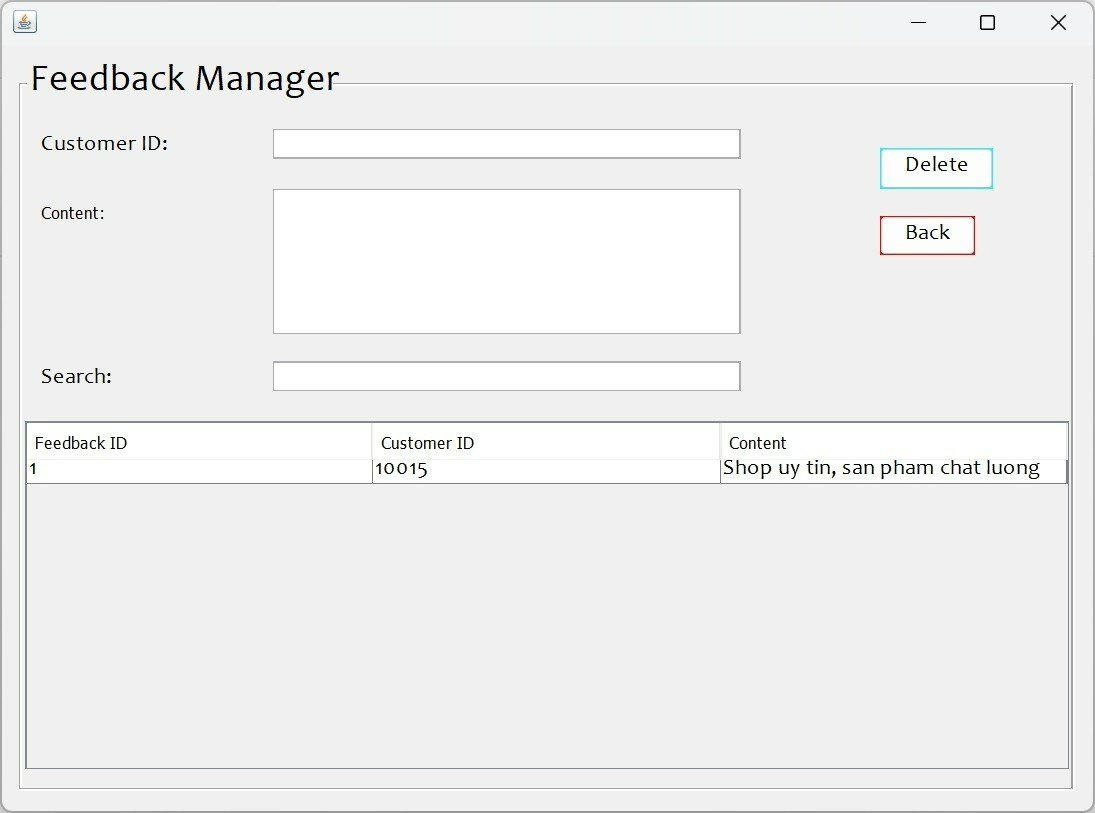 Feedback Manager
Customer ID:
Delete
Content:
Back
Search:
Feedback ID Customer ID Content
1 10015 Shop uy tin, san pham chat luong